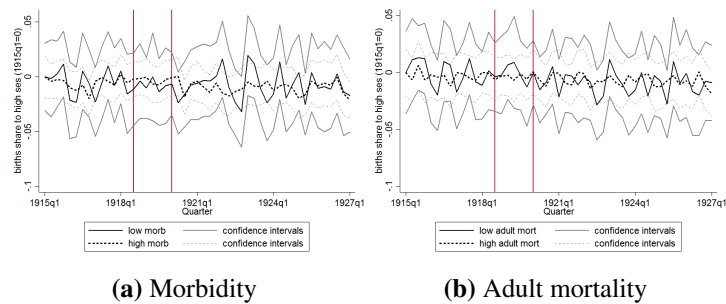 births share to high ses (1915q1=0)
.05
0
-.05
-.1
1915q1
1918q1
1921q1
1924q1
1927q1
Quarter
low morb
confidence intervals
high morb
confidence intervals
(a) Morbidity
births share to high ses (1915q1=0)
.05
0
-.05
-.1
1915q1
1918q1
1921q1
1924q1
1927q1
Quarter
low adult mort
confidence intervals
high adult mort
confidence intervals
(b) Adult mortality